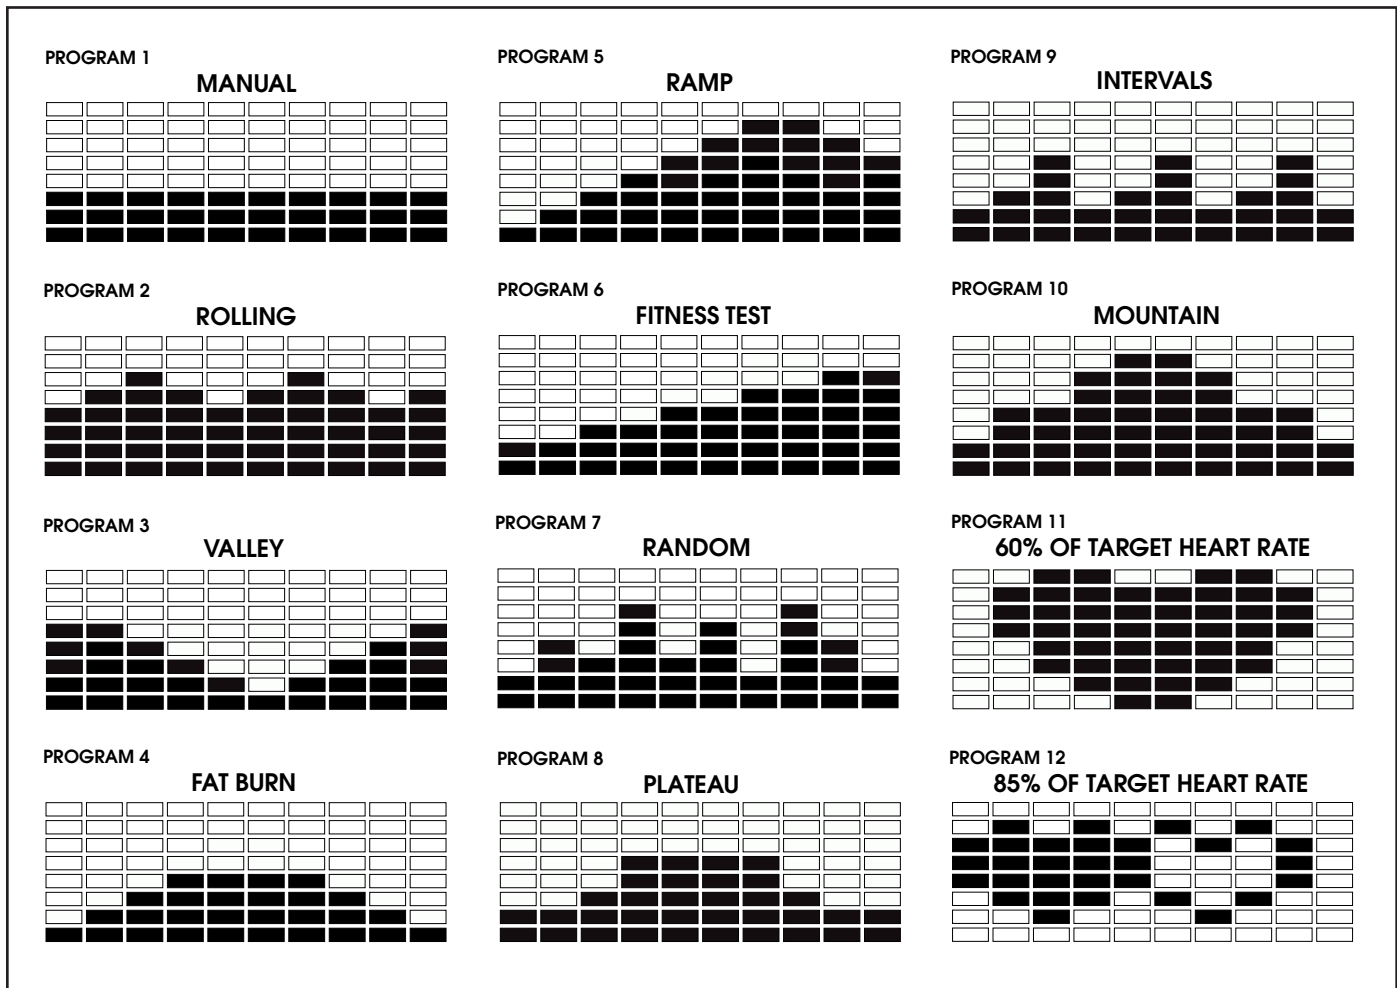 PROGRAM 1
MANUAL
PROGRAM 2
ROLLING
PROGRAM 3
VALLEY
PROGRAM 4
FAT BURN
PROGRAM 5
RAMP
PROGRAM 6
FITNESS TEST
PROGRAM 7
RANDOM
PROGRAM 8
PLATEAU
PROGRAM 9
INTERVALS
PROGRAM 10
MOUNTAIN
PROGRAM 11
60% OF TARGET HEART RATE
PROGRAM 12
85% OF TARGET HEART RATE